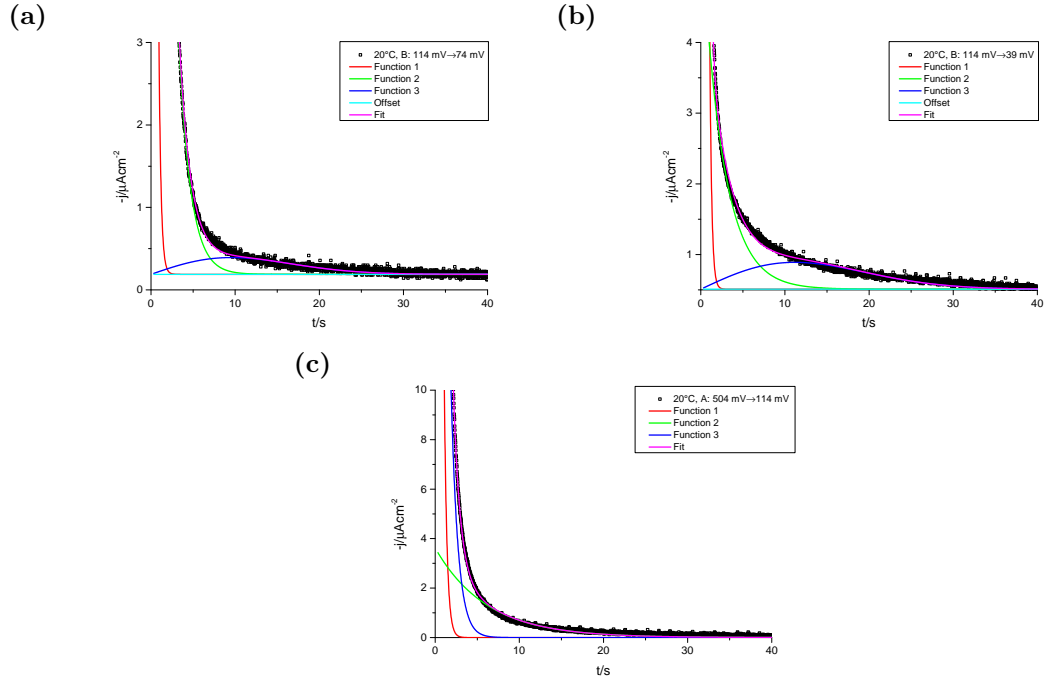 (a)
3
2
1
0
0
10
20
30
40
-j/μAcm⁻²
t/s
20°C, B: 114 mV→74 mV
Function 1
Function 2
Function 3
Offset
Fit
(b)
4
3
2
1
0
10
20
30
40
-j/μAcm⁻²
t/s
20°C, B: 114 mV→39 mV
Function 1
Function 2
Function 3
Offset
Fit
(c)
10
8
6
4
2
0
0
10
20
30
40
-j/μAcm⁻²
t/s
20°C, A: 504 mV→114 mV
Function 1
Function 2
Function 3
Fit